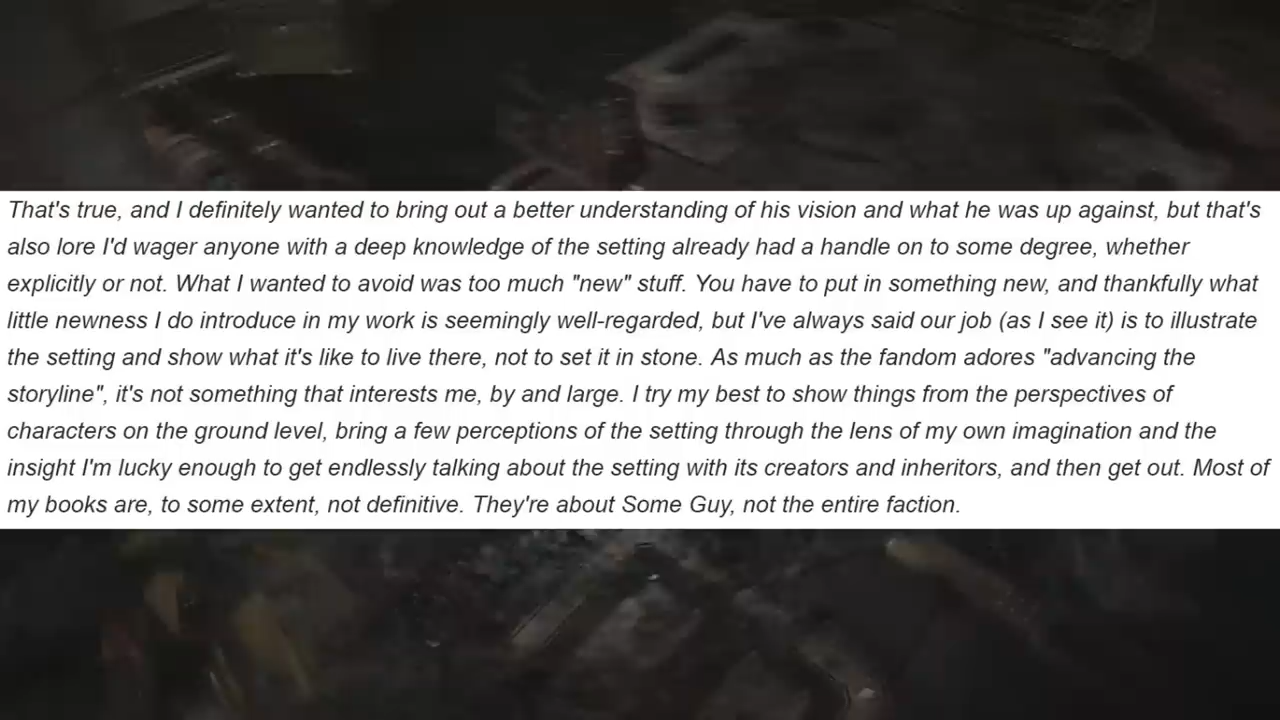 That's true, and I definitely wanted to bring out a better understanding of his vision and what he was up against, but that's
also lore I'd wager anyone with a deep knowledge of the setting already had a handle on to some degree, whether
explicitly or not. What I wanted to avoid was too much "new" stuff. You have to put in something new, and thankfully what
little newness I do introduce in my work is seemingly well-regarded, but I've always said our job (as I see it) is to illustrate
the setting and show what it's like to live there, not to set it in stone. As much as the fandom adores "advancing the
storyline", it's not something that interests me, by and large. I try my best to show things from the perspectives of
characters on the ground level, bring a few perceptions of the setting through the lens of my own imagination and the
insight I'm lucky enough to get endlessly talking about the setting with its creators and inheritors, and then get out. Most of
my books are, to some extent, not definitive. They're about Some Guy, not the entire faction.